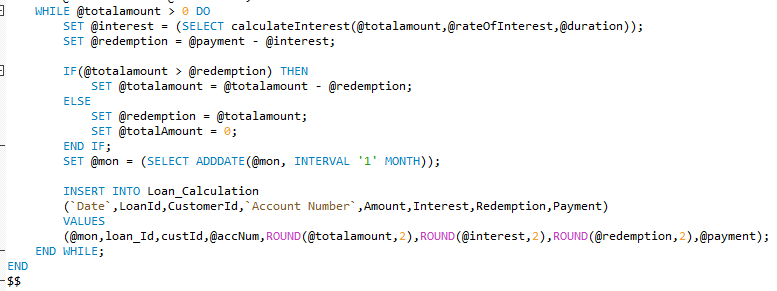 WHILE @totalamount > 0 DO
SET @interest = (SELECT calculateInterest(@totalamount,@rateOfInterest,@duration));
SET @redemption = @payment - @interest;
IF(@totalamount > @redemption) THEN
SET @totalamount = @totalamount - @redemption;
ELSE
SET @redemption = @totalamount;
SET @totalAmount = 0;
END IF;
SET @mon = (SELECT ADDDATE(@mon, INTERVAL '1' MONTH));
INSERT INTO Loan_Calculation
(`Date`,LoanId,CustomerId,`Account Number`,Amount,Interest,Redemption,Payment)
VALUES
(@mon,loan_Id,custId,@accNum,ROUND(@totalamount,2),ROUND(@interest,2),ROUND(@redemption,2),@payment);
END WHILE;
END
$$